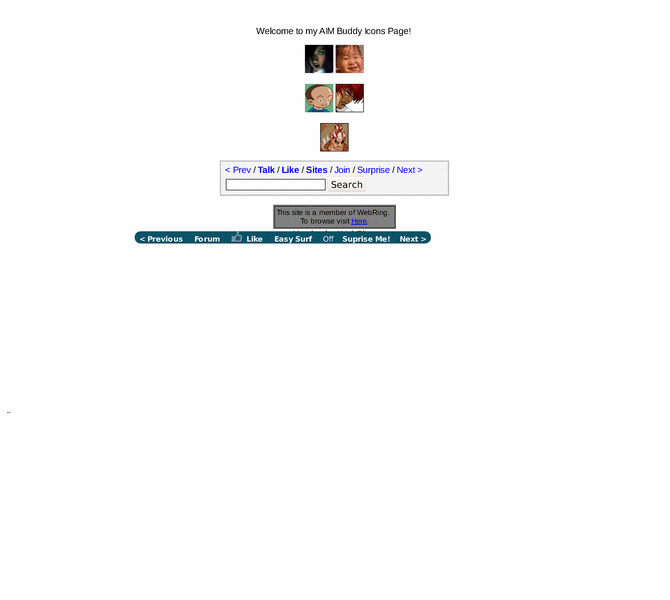 Welcome to my AIM Buddy Icons Page!
< Prev / Talk / Like / Sites / Join / Surprise / Next >
Search
This site is a member of WebRing.
To browse visit Here.
< Previous Forum Like Easy Surf Off Suprise Me! Next >
..